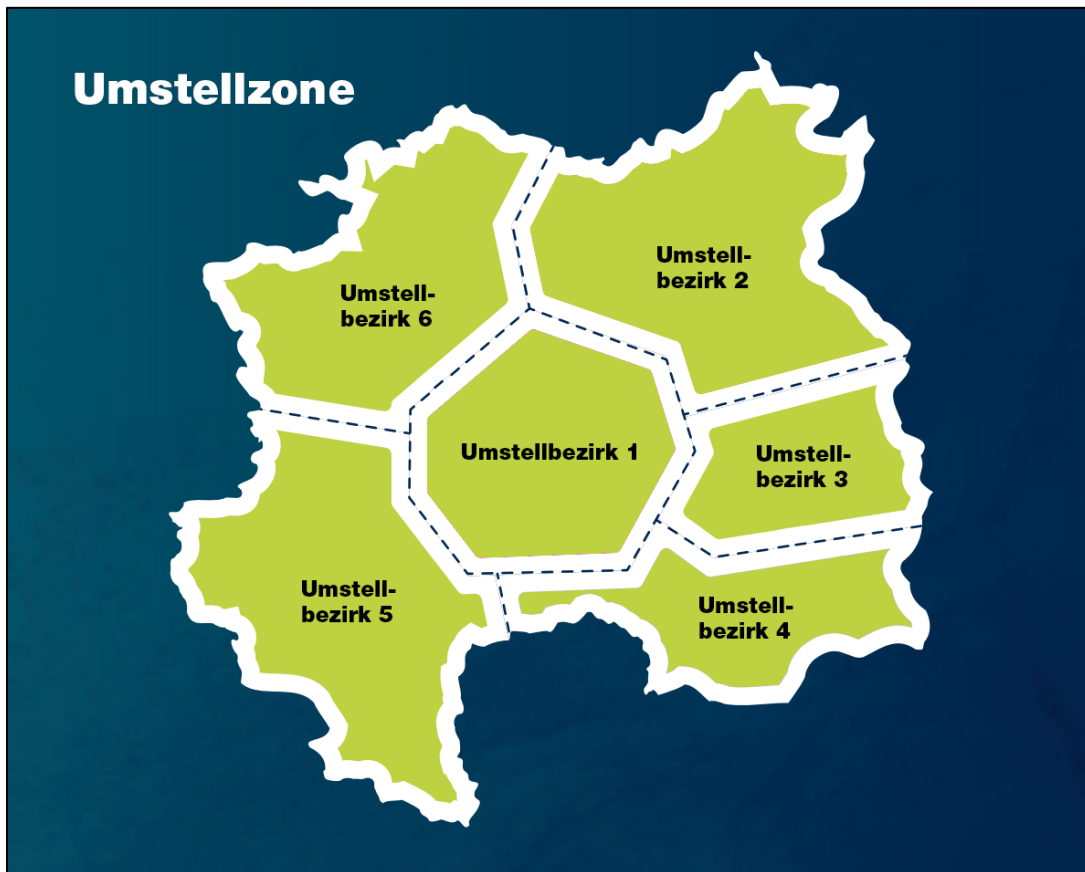 Umstellzone
Umstell-
bezirk 2
Umstell-
bezirk 6
Umstellbezirk 1
Umstell-
bezirk 3
Umstell-
bezirk 5
Umstell-
bezirk 4